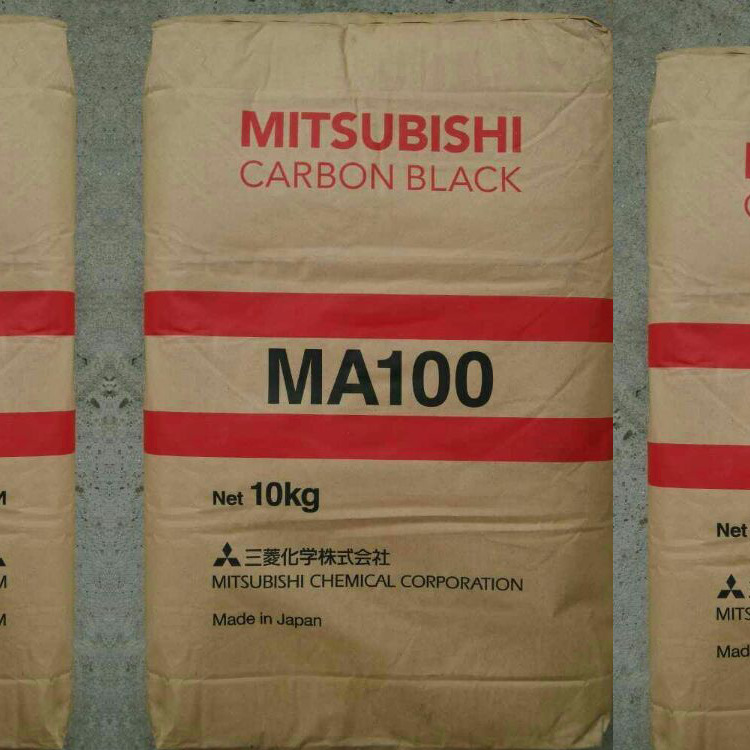 MITSUBISHI
CARBON BLACK
MA100
Net 10kg
三菱化学株式会社
MITSUBISHI CHEMICAL CORPORATION
Made in Japan
Net